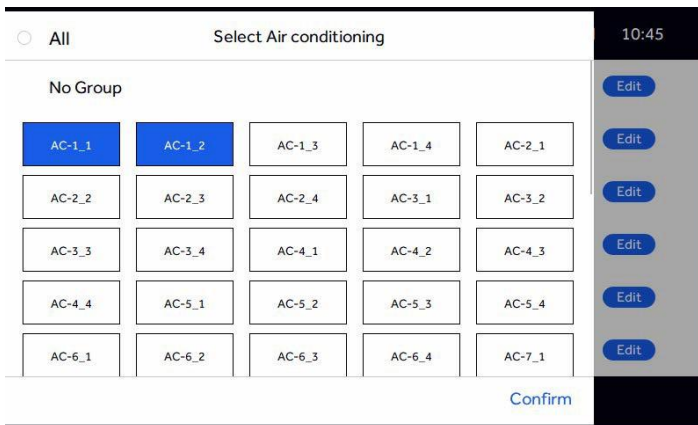 All Select Air conditioning 10:45
No Group Edit
AC-1_1 AC-1_2 AC-1_3 AC-1_4 AC-2_1 Edit
AC-2_2 AC-2_3 AC-2_4 AC-3_1 AC-3_2 Edit
AC-3_3 AC-3_4 AC-4_1 AC-4_2 AC-4_3 Edit
AC-4_4 AC-5_1 AC-5_2 AC-5_3 AC-5_4 Edit
AC-6_1 AC-6_2 AC-6_3 AC-6_4 AC-7_1 Edit
Confirm